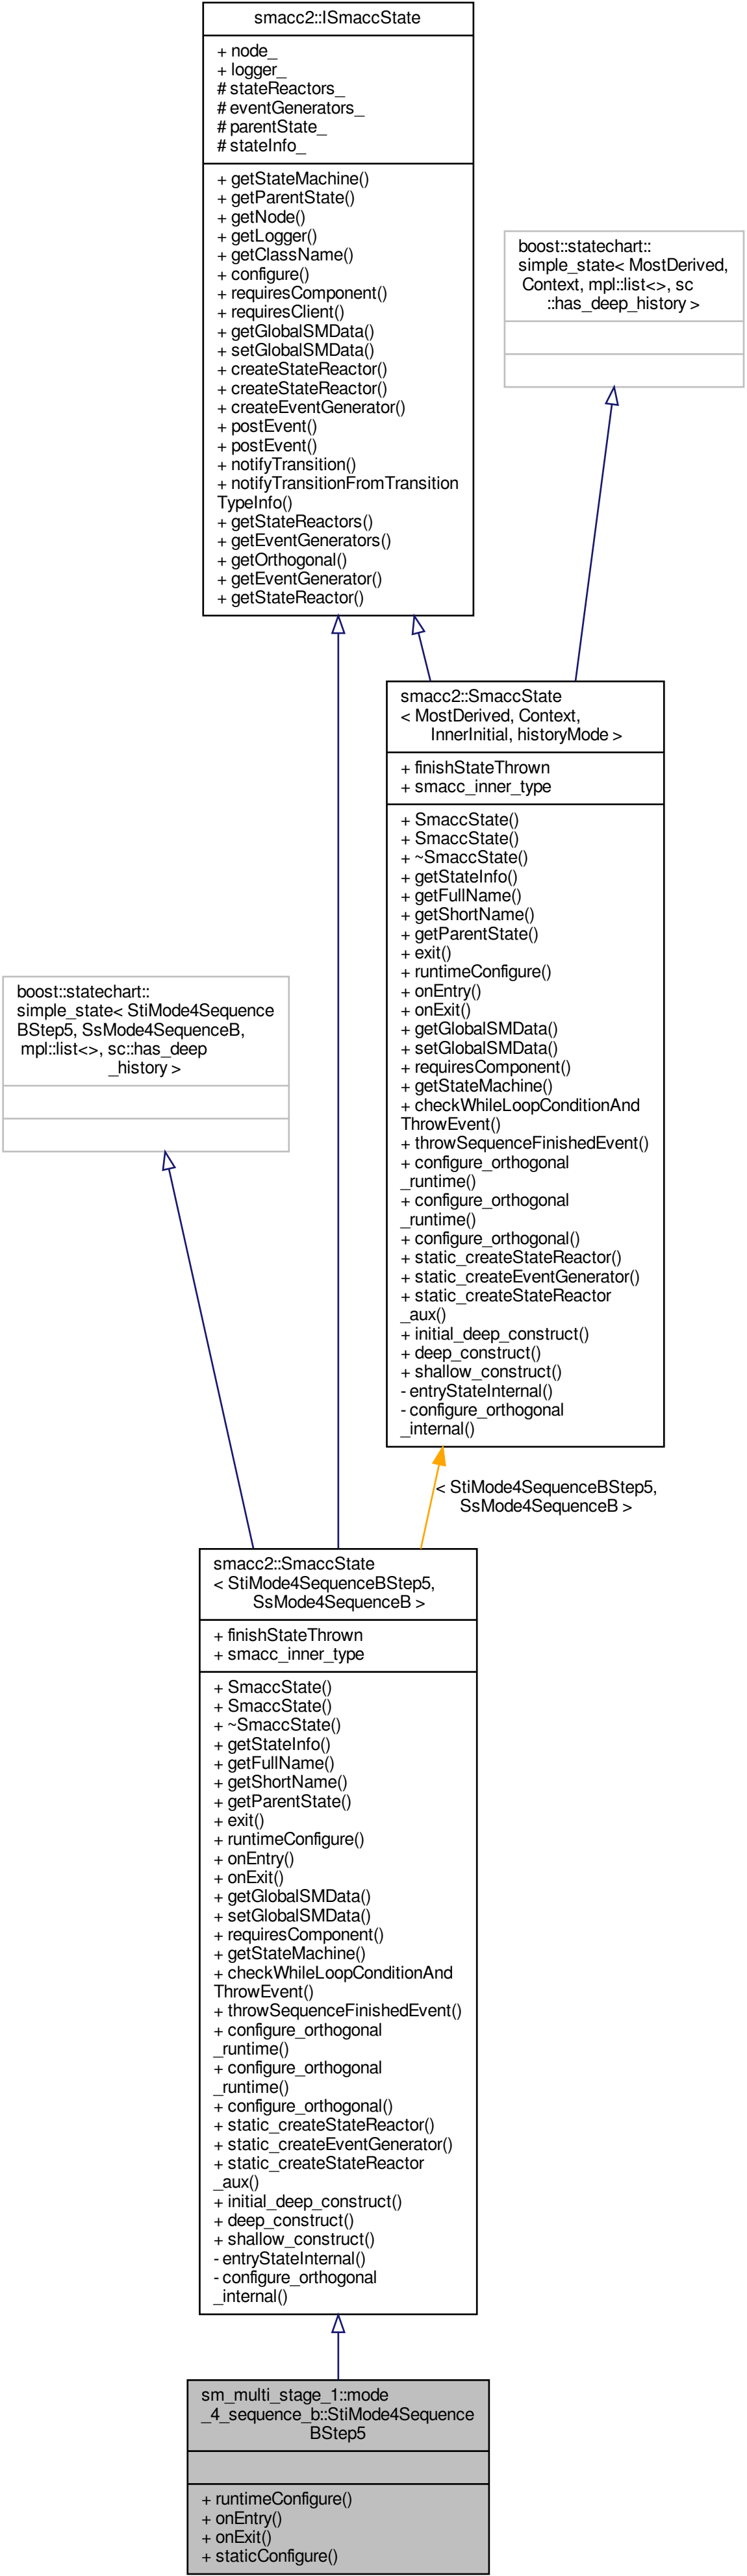 smacc2::ISmaccState
+ node_
+ logger_
# stateReactors_
# eventGenerators_
# parentState_
# stateInfo_
+ getStateMachine()
+ getParentState()
+ getNode()
+ getLogger()
+ getClassName()
+ configure()
+ requiresComponent()
+ requiresClient()
+ getGlobalSMData()
+ setGlobalSMData()
+ createStateReactor()
+ createStateReactor()
+ createEventGenerator()
+ postEvent()
+ postEvent()
+ notifyTransition()
+ notifyTransitionFromTransition
TypeInfo()
+ getStateReactors()
+ getEventGenerators()
+ getOrthogonal()
+ getEventGenerator()
+ getStateReactor()
boost::statechart::
simple_state< MostDerived,
Context, mpl::list<>, sc
::has_deep_history >
smacc2::SmaccState
< MostDerived, Context,
InnerInitial, historyMode >
+ finishStateThrown
+ smacc_inner_type
+ SmaccState()
+ SmaccState()
+ ~SmaccState()
+ getStateInfo()
+ getFullName()
+ getShortName()
+ getParentState()
+ exit()
+ runtimeConfigure()
+ onEntry()
+ onExit()
+ getGlobalSMData()
+ setGlobalSMData()
+ requiresComponent()
+ getStateMachine()
+ checkWhileLoopConditionAnd
ThrowEvent()
+ throwSequenceFinishedEvent()
+ configure_orthogonal
_runtime()
+ configure_orthogonal
_runtime()
+ configure_orthogonal()
+ static_createStateReactor()
+ static_createEventGenerator()
+ static_createStateReactor
_aux()
+ initial_deep_construct()
+ deep_construct()
+ shallow_construct()
- entryStateInternal()
- configure_orthogonal
_internal()
boost::statechart::
simple_state< StiMode4Sequence
BStep5, SsMode4SequenceB,
mpl::list<>, sc::has_deep
_history >
< StiMode4SequenceBStep5,
SsMode4SequenceB >
smacc2::SmaccState
< StiMode4SequenceBStep5,
SsMode4SequenceB >
+ finishStateThrown
+ smacc_inner_type
+ SmaccState()
+ SmaccState()
+ ~SmaccState()
+ getStateInfo()
+ getFullName()
+ getShortName()
+ getParentState()
+ exit()
+ runtimeConfigure()
+ onEntry()
+ onExit()
+ getGlobalSMData()
+ setGlobalSMData()
+ requiresComponent()
+ getStateMachine()
+ checkWhileLoopConditionAnd
ThrowEvent()
+ throwSequenceFinishedEvent()
+ configure_orthogonal
_runtime()
+ configure_orthogonal
_runtime()
+ configure_orthogonal()
+ static_createStateReactor()
+ static_createEventGenerator()
+ static_createStateReactor
_aux()
+ initial_deep_construct()
+ deep_construct()
+ shallow_construct()
- entryStateInternal()
- configure_orthogonal
_internal()
sm_multi_stage_1::mode
_4_sequence_b::StiMode4Sequence
BStep5
+ runtimeConfigure()
+ onEntry()
+ onExit()
+ staticConfigure()